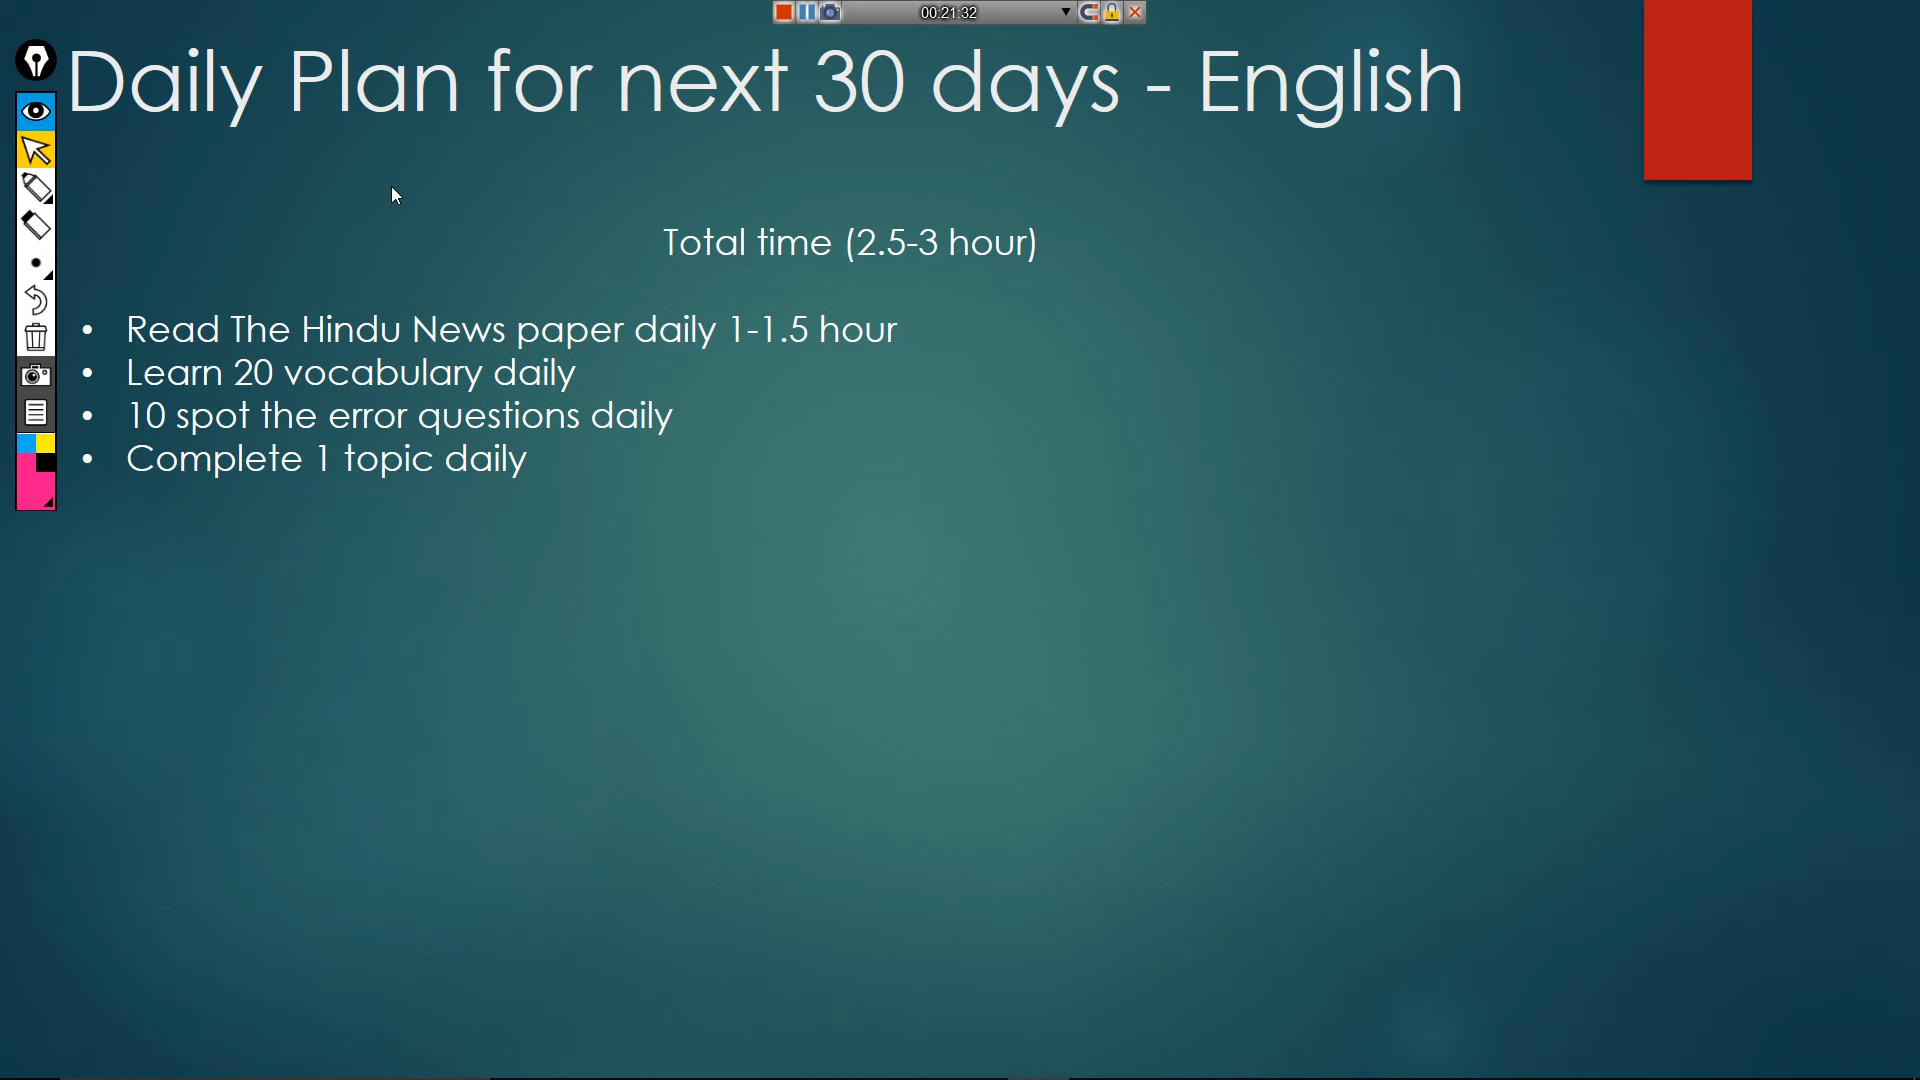 00:21:32
Daily Plan for next 30 days - English
Total time (2.5-3 hour)
• Read The Hindu News paper daily 1-1.5 hour
• Learn 20 vocabulary daily
• 10 spot the error questions daily
• Complete 1 topic daily